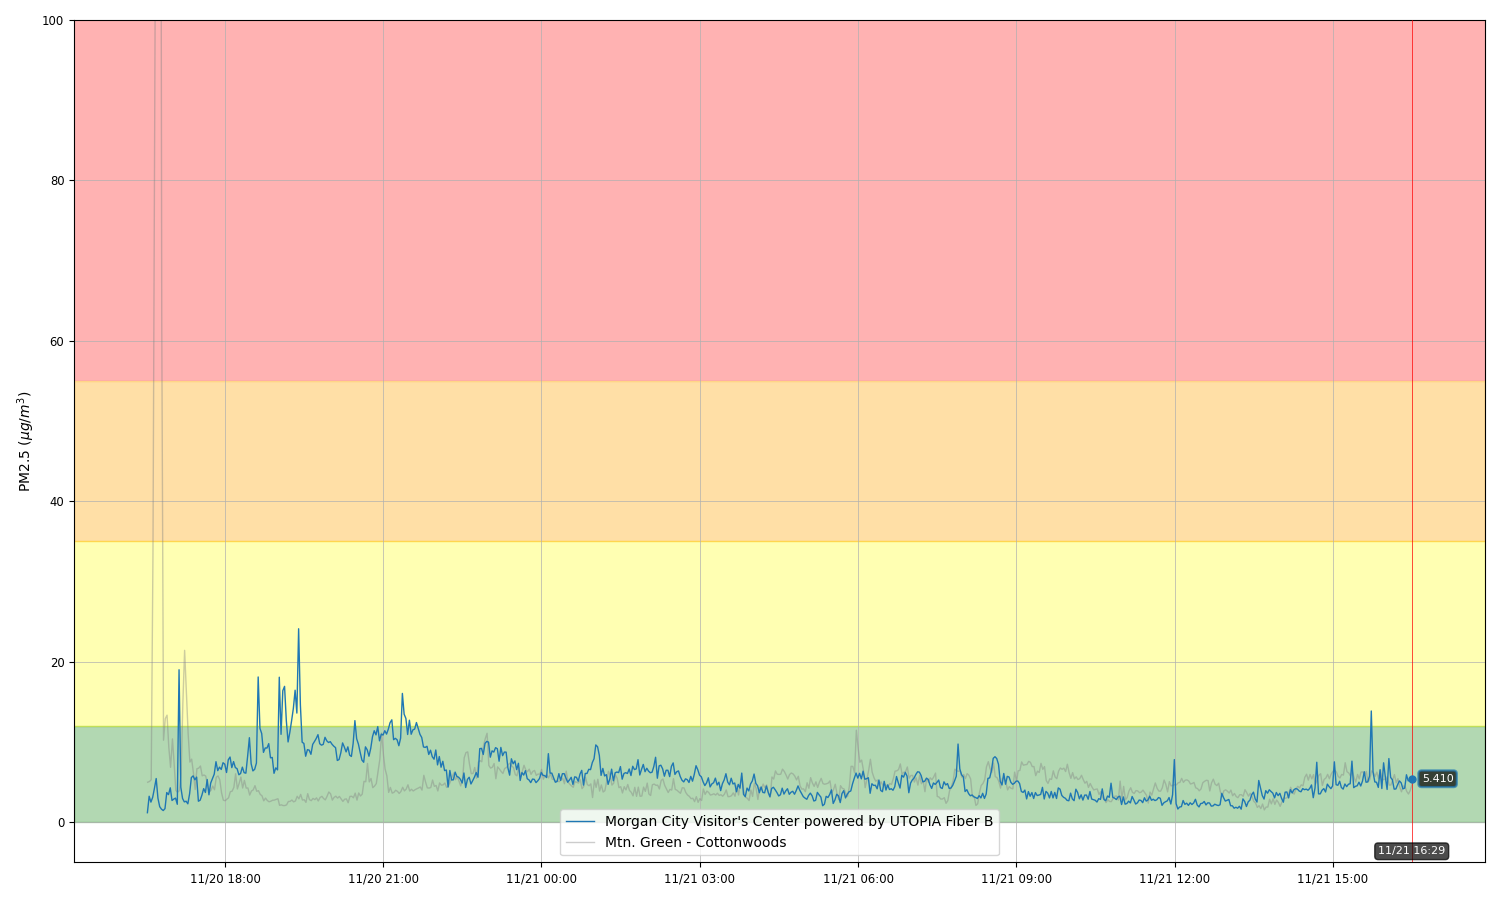 100
80
60
40
20
0
PM2.5 (μg/m³)
5.410
Morgan City Visitor's Center powered by UTOPIA Fiber B
Mtn. Green - Cottonwoods
11/21 16:29
11/20 18:00 11/20 21:00 11/21 00:00 11/21 03:00 11/21 06:00 11/21 09:00 11/21 12:00 11/21 15:00